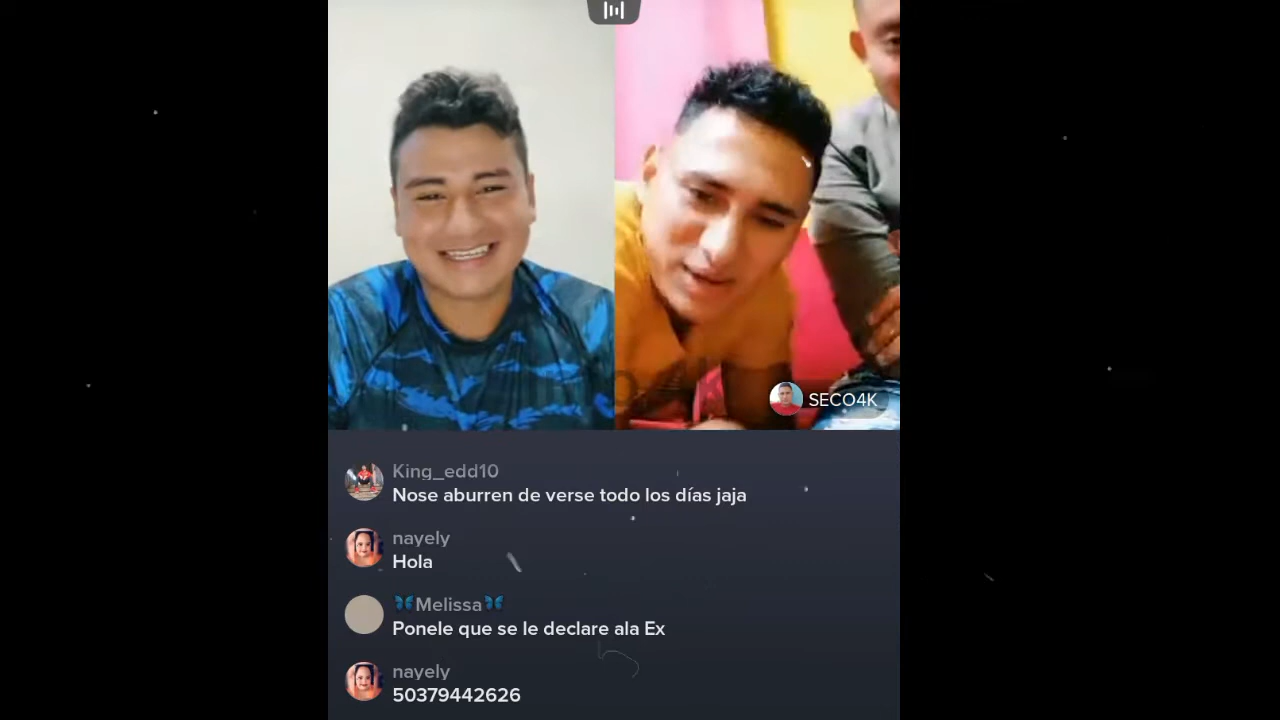 SECO4K
King_edd10
Nose aburren de verse todo los días jaja
nayely
Hola
🦋Melissa🦋
Ponele que se le declare ala Ex
nayely
50379442626